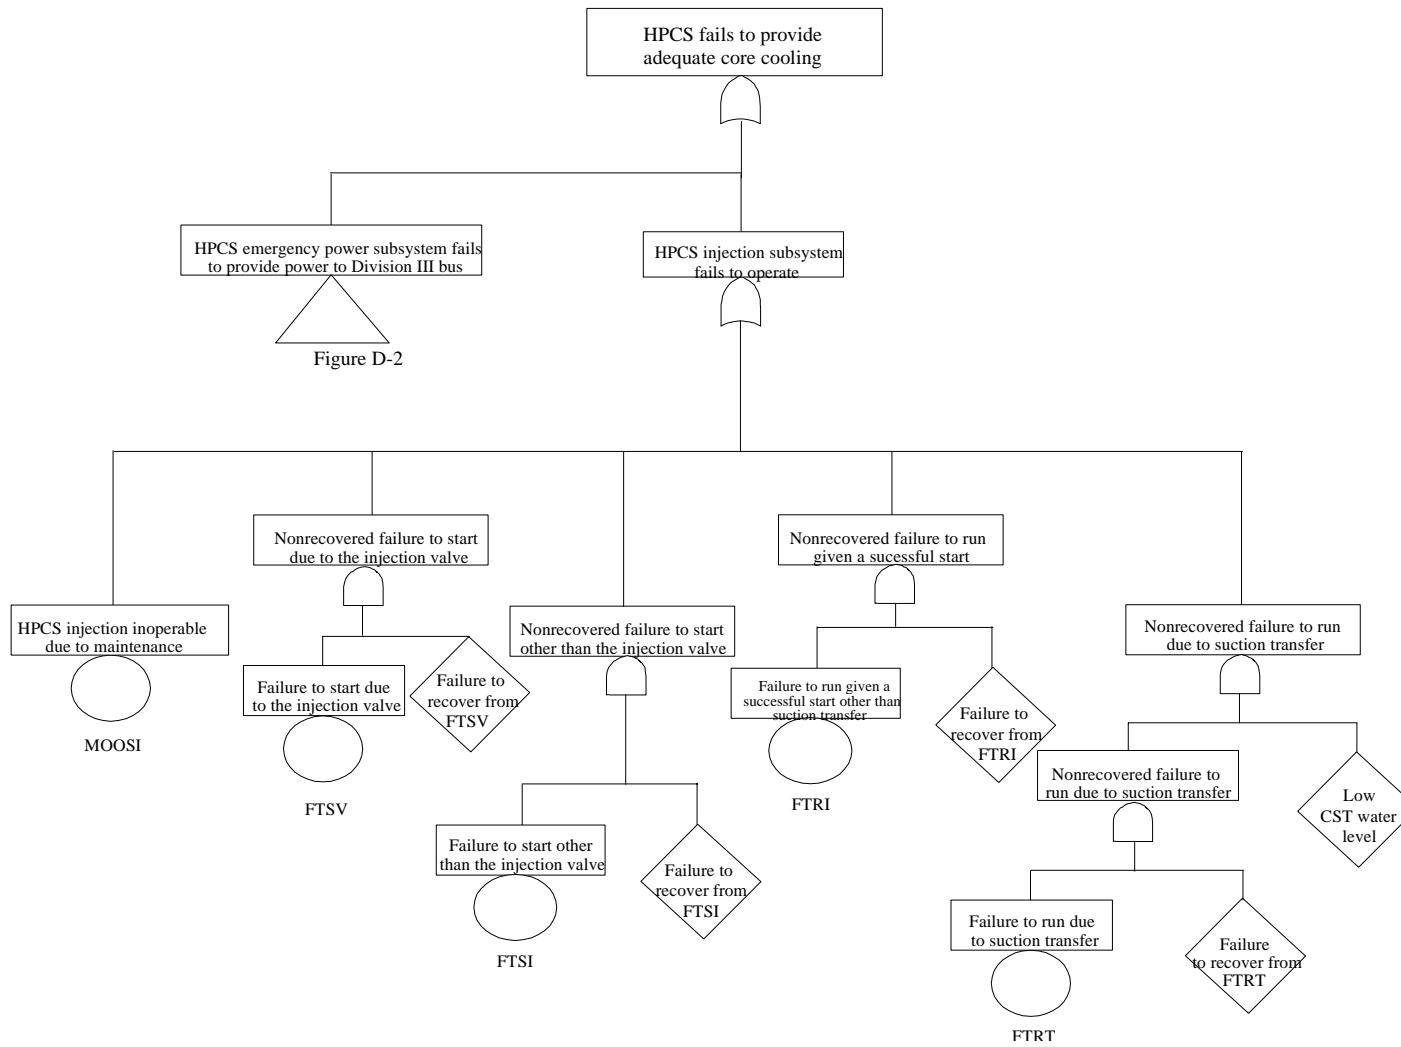 HPCS fails to provide
adequate core cooling
HPCS emergency power subsystem fails
to provide power to Division III bus
Figure D-2
HPCS injection subsystem
fails to operate
HPCS injection inoperable
due to maintenance
MOOSI
Nonrecovered failure to start
due to the injection valve
Failure to start due
to the injection valve
FTSV
Failure to
recover from
FTSV
Nonrecovered failure to start
other than the injection valve
Failure to start other
than the injection valve
FTSI
Failure to
recover from
FTSI
Nonrecovered failure to run
given a sucessful start
Failure to run given a
successful start other than
suction transfer
FTRI
Failure to
recover from
FTRI
Nonrecovered failure to run
due to suction transfer
Nonrecovered failure to
run due to suction transfer
Low
CST water
level
Failure to run due
to suction transfer
FTRT
Failure
to recover from
FTRT